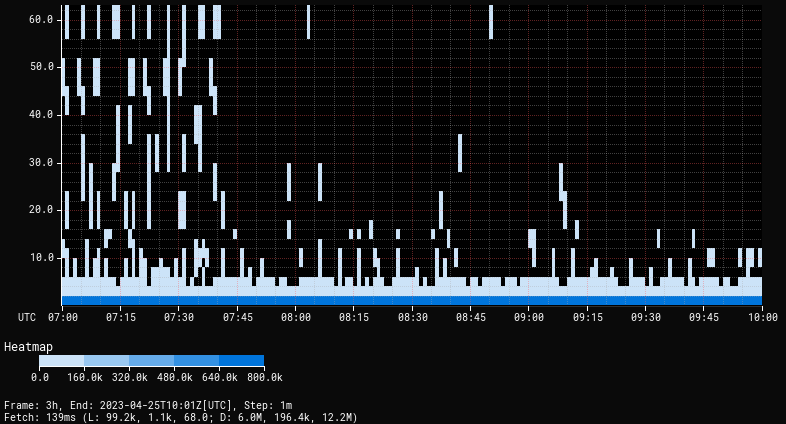 60.0
50.0
40.0
30.0
20.0
10.0
UTC 07:00 07:15 07:30 07:45 08:00 08:15 08:30 08:45 09:00 09:15 09:30 09:45 10:00
Heatmap
0.0 160.0k 320.0k 480.0k 640.0k 800.0k
Frame: 3h, End: 2023-04-25T10:01Z[UTC], Step: 1m
Fetch: 139ms (L: 99.2k, 1.1k, 68.0; D: 6.0M, 196.4k, 12.2M)